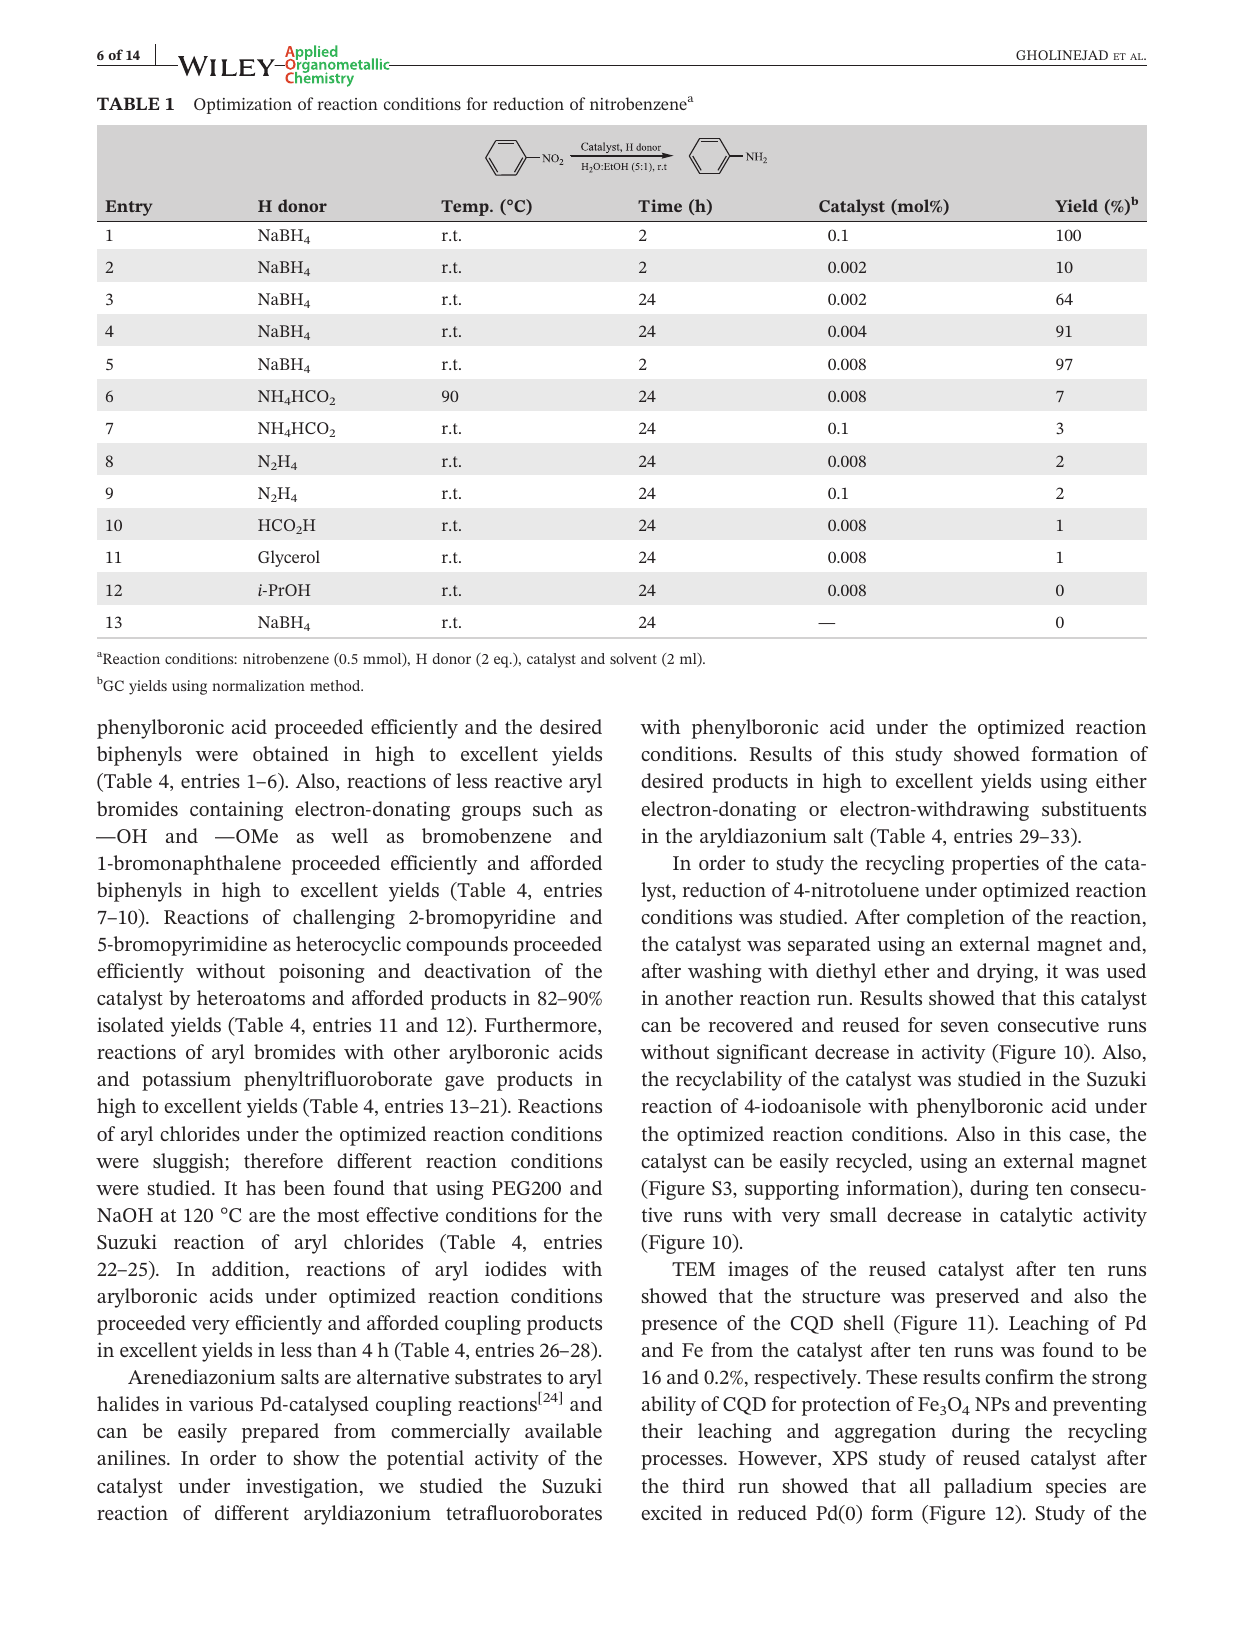 6 of 14
WILEY
Applied
Organometallic
Chemistry
GHOLINEJAD ET AL.
TABLE 1 Optimization of reaction conditions for reduction of nitrobenzeneᵃ
NO₂
Catalyst, H donor
H₂O:EtOH (5:1), r.t
NH₂
Entry H donor Temp. (°C) Time (h) Catalyst (mol%) Yield (%)ᵇ
1 NaBH₄ r.t. 2 0.1 100
2 NaBH₄ r.t. 2 0.002 10
3 NaBH₄ r.t. 24 0.002 64
4 NaBH₄ r.t. 24 0.004 91
5 NaBH₄ r.t. 2 0.008 97
6 NH₄HCO₂ 90 24 0.008 7
7 NH₄HCO₂ r.t. 24 0.1 3
8 N₂H₄ r.t. 24 0.008 2
9 N₂H₄ r.t. 24 0.1 2
10 HCO₂H r.t. 24 0.008 1
11 Glycerol r.t. 24 0.008 1
12 i-PrOH r.t. 24 0.008 0
13 NaBH₄ r.t. 24 — 0
ᵃReaction conditions: nitrobenzene (0.5 mmol), H donor (2 eq.), catalyst and solvent (2 ml).
ᵇGC yields using normalization method.
phenylboronic acid proceeded efficiently and the desired
biphenyls were obtained in high to excellent yields
(Table 4, entries 1–6). Also, reactions of less reactive aryl
bromides containing electron-donating groups such as
—OH and —OMe as well as bromobenzene and
1-bromonaphthalene proceeded efficiently and afforded
biphenyls in high to excellent yields (Table 4, entries
7–10). Reactions of challenging 2-bromopyridine and
5-bromopyrimidine as heterocyclic compounds proceeded
efficiently without poisoning and deactivation of the
catalyst by heteroatoms and afforded products in 82–90%
isolated yields (Table 4, entries 11 and 12). Furthermore,
reactions of aryl bromides with other arylboronic acids
and potassium phenyltrifluoroborate gave products in
high to excellent yields (Table 4, entries 13–21). Reactions
of aryl chlorides under the optimized reaction conditions
were sluggish; therefore different reaction conditions
were studied. It has been found that using PEG200 and
NaOH at 120 °C are the most effective conditions for the
Suzuki reaction of aryl chlorides (Table 4, entries
22–25). In addition, reactions of aryl iodides with
arylboronic acids under optimized reaction conditions
proceeded very efficiently and afforded coupling products
in excellent yields in less than 4 h (Table 4, entries 26–28).
Arenediazonium salts are alternative substrates to aryl
halides in various Pd-catalysed coupling reactions[24] and
can be easily prepared from commercially available
anilines. In order to show the potential activity of the
catalyst under investigation, we studied the Suzuki
reaction of different aryldiazonium tetrafluoroborates
with phenylboronic acid under the optimized reaction
conditions. Results of this study showed formation of
desired products in high to excellent yields using either
electron-donating or electron-withdrawing substituents
in the aryldiazonium salt (Table 4, entries 29–33).
In order to study the recycling properties of the cata-
lyst, reduction of 4-nitrotoluene under optimized reaction
conditions was studied. After completion of the reaction,
the catalyst was separated using an external magnet and,
after washing with diethyl ether and drying, it was used
in another reaction run. Results showed that this catalyst
can be recovered and reused for seven consecutive runs
without significant decrease in activity (Figure 10). Also,
the recyclability of the catalyst was studied in the Suzuki
reaction of 4-iodoanisole with phenylboronic acid under
the optimized reaction conditions. Also in this case, the
catalyst can be easily recycled, using an external magnet
(Figure S3, supporting information), during ten consecu-
tive runs with very small decrease in catalytic activity
(Figure 10).
TEM images of the reused catalyst after ten runs
showed that the structure was preserved and also the
presence of the CQD shell (Figure 11). Leaching of Pd
and Fe from the catalyst after ten runs was found to be
16 and 0.2%, respectively. These results confirm the strong
ability of CQD for protection of Fe₃O₄ NPs and preventing
their leaching and aggregation during the recycling
processes. However, XPS study of reused catalyst after
the third run showed that all palladium species are
excited in reduced Pd(0) form (Figure 12). Study of the